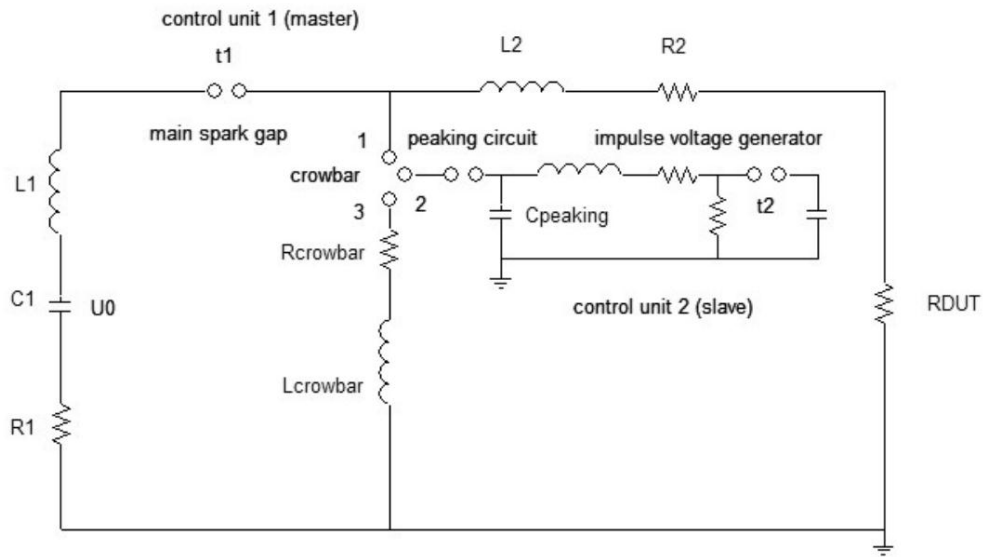 control unit 1 (master)
t1
L2
R2
main spark gap
1
peaking circuit
impulse voltage generator
L1
crowbar
2
t2
3
Cpeaking
Rcrowbar
C1
U0
control unit 2 (slave)
RDUT
Lcrowbar
R1